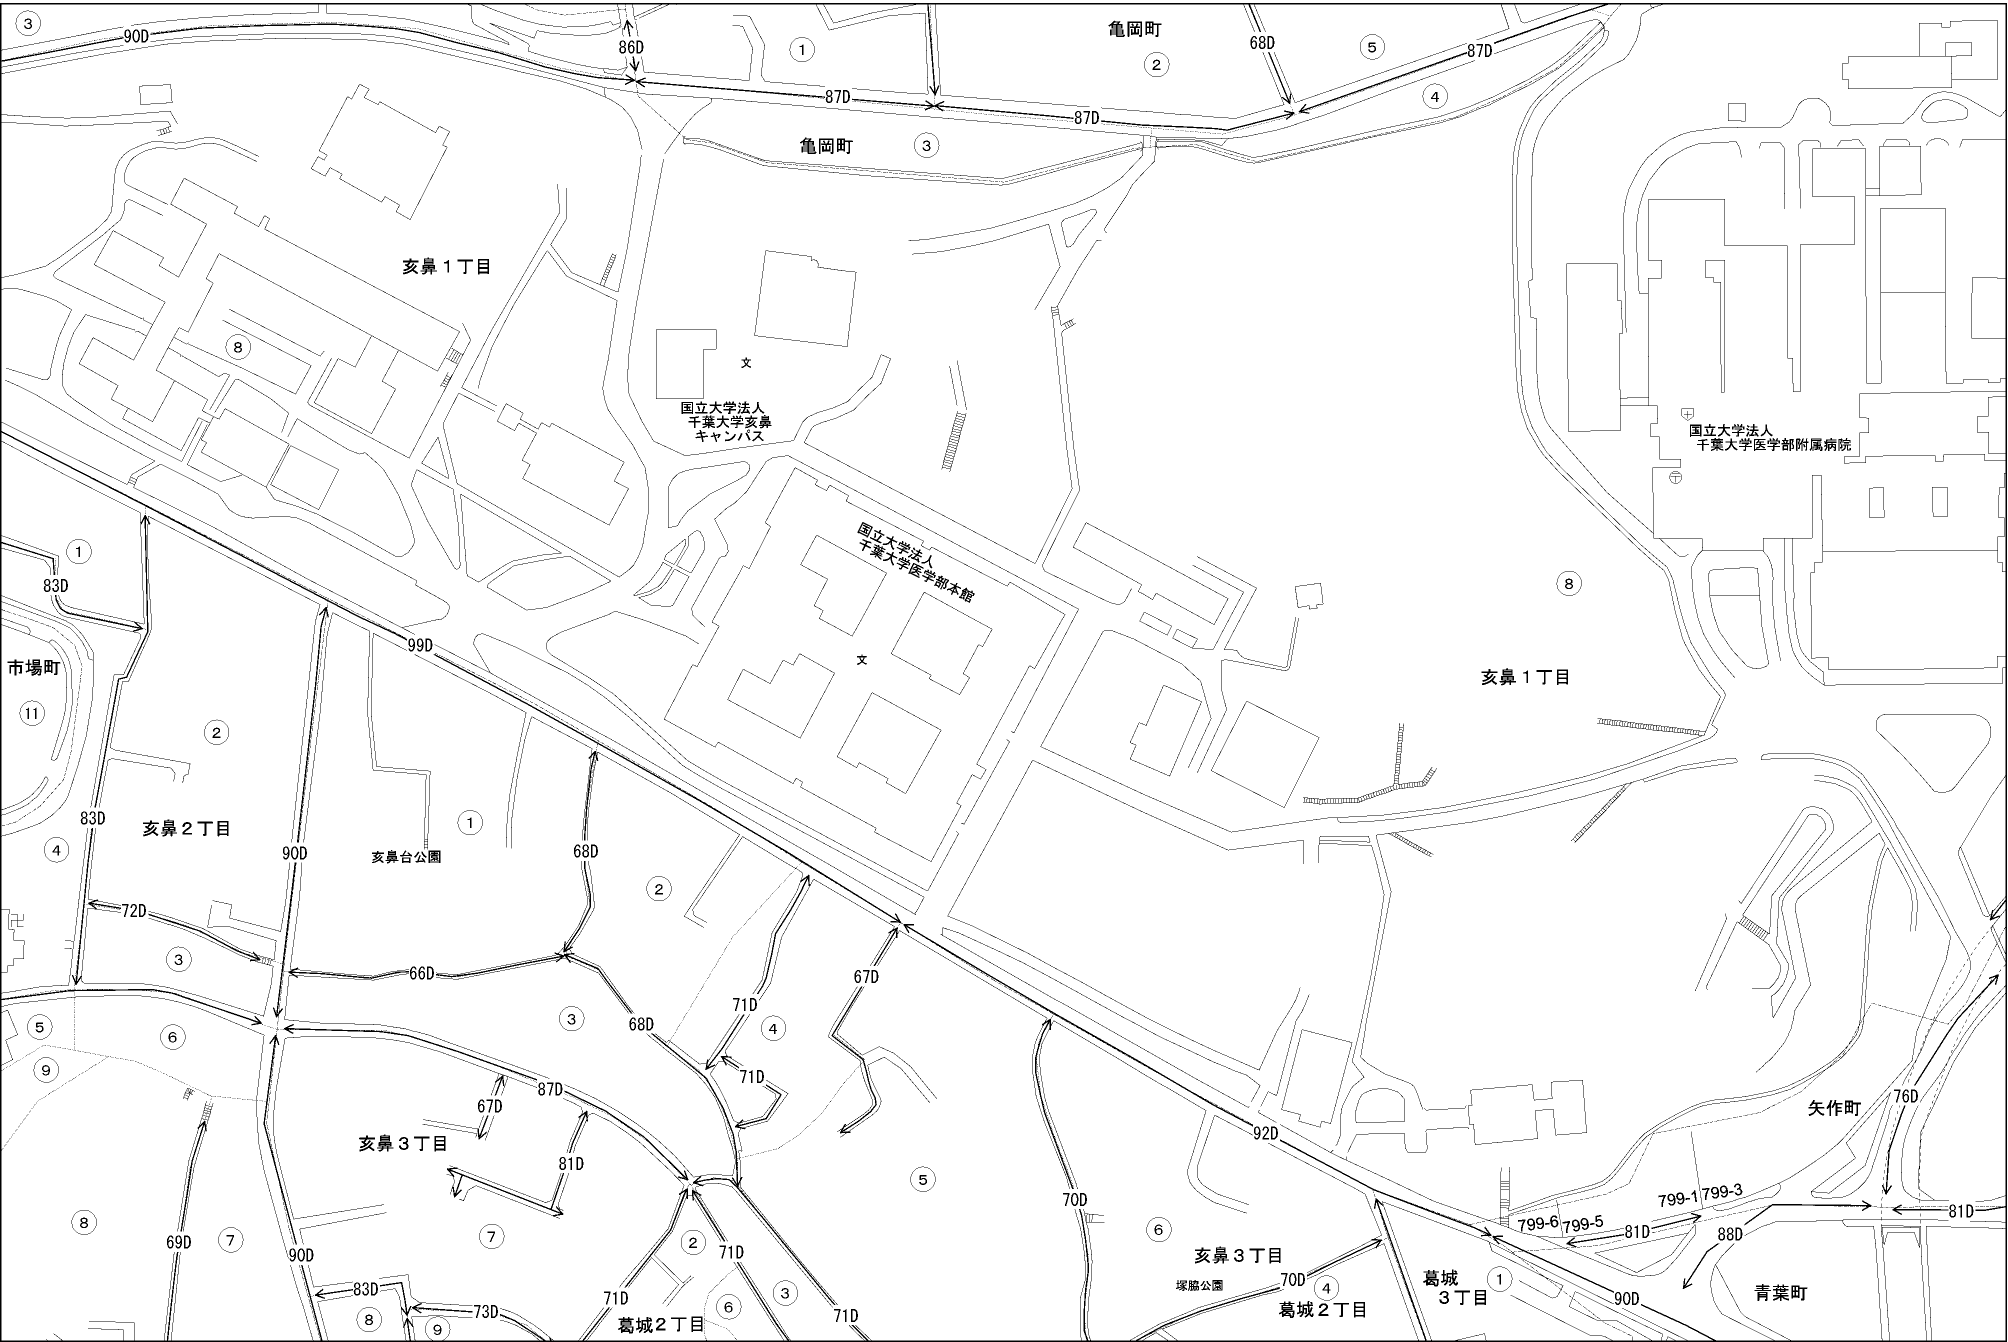 ③
90D
86D
①
亀岡町
②
68D
⑤
87D
87D
87D
④
亀岡町
③
亥鼻１丁目
⑧
文
国立大学法人
千葉大学亥鼻
キャンパス
国立大学法人
千葉大学医学部附属病院
国立大学法人
千葉大学医学部本館
①
83D
⑧
99D
文
市場町
⑪
亥鼻１丁目
②
83D
亥鼻２丁目
①
④
90D
亥鼻台公園
68D
②
72D
③
66D
67D
71D
⑤
⑥
③
68D
④
⑨
71D
87D
67D
76D
矢作町
92D
亥鼻３丁目
81D
⑤
70D
799-1
799-3
⑧
⑦
69D
⑦
②
71D
⑥
799-6
799-5
81D
81D
88D
90D
亥鼻３丁目
塚脇公園
70D
④
葛城
３丁目
①
83D
⑧
73D
⑨
71D
⑥
③
71D
葛城２丁目
葛城２丁目
90D
青葉町